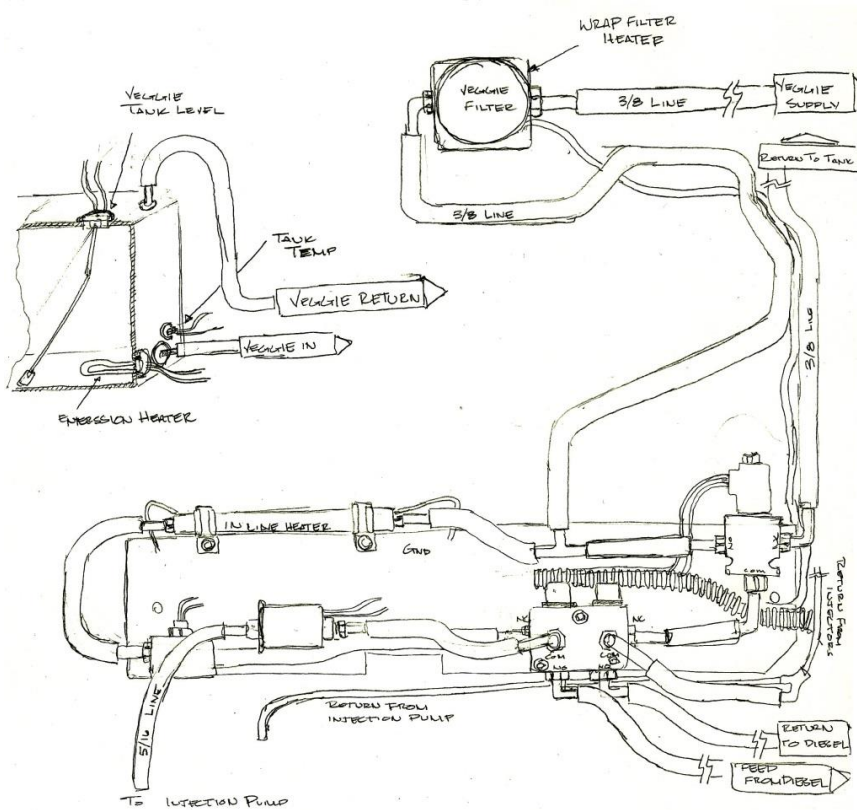 WRAP FILTER
HEATER
VEGGIE
TANK LEVEL
VEGGIE
FILTER
3/8 LINE
VEGGIE
SUPPLY
RETURN TO TANK
3/8 LINE
TANK
TEMP
VEGGIE RETURN
VEGGIE IN
3/8 LINE
EMERSSION HEATER
IN LINE HEATER
GND
COM
RETURN FROM
INJECTORS
NC
NC
COM
COM
NO
5/16 LINE
RETURN FROM
INJECTION PUMP
RETURN
TO DIESEL
FEED
FROM DIESEL
TO INJECTION PUMP